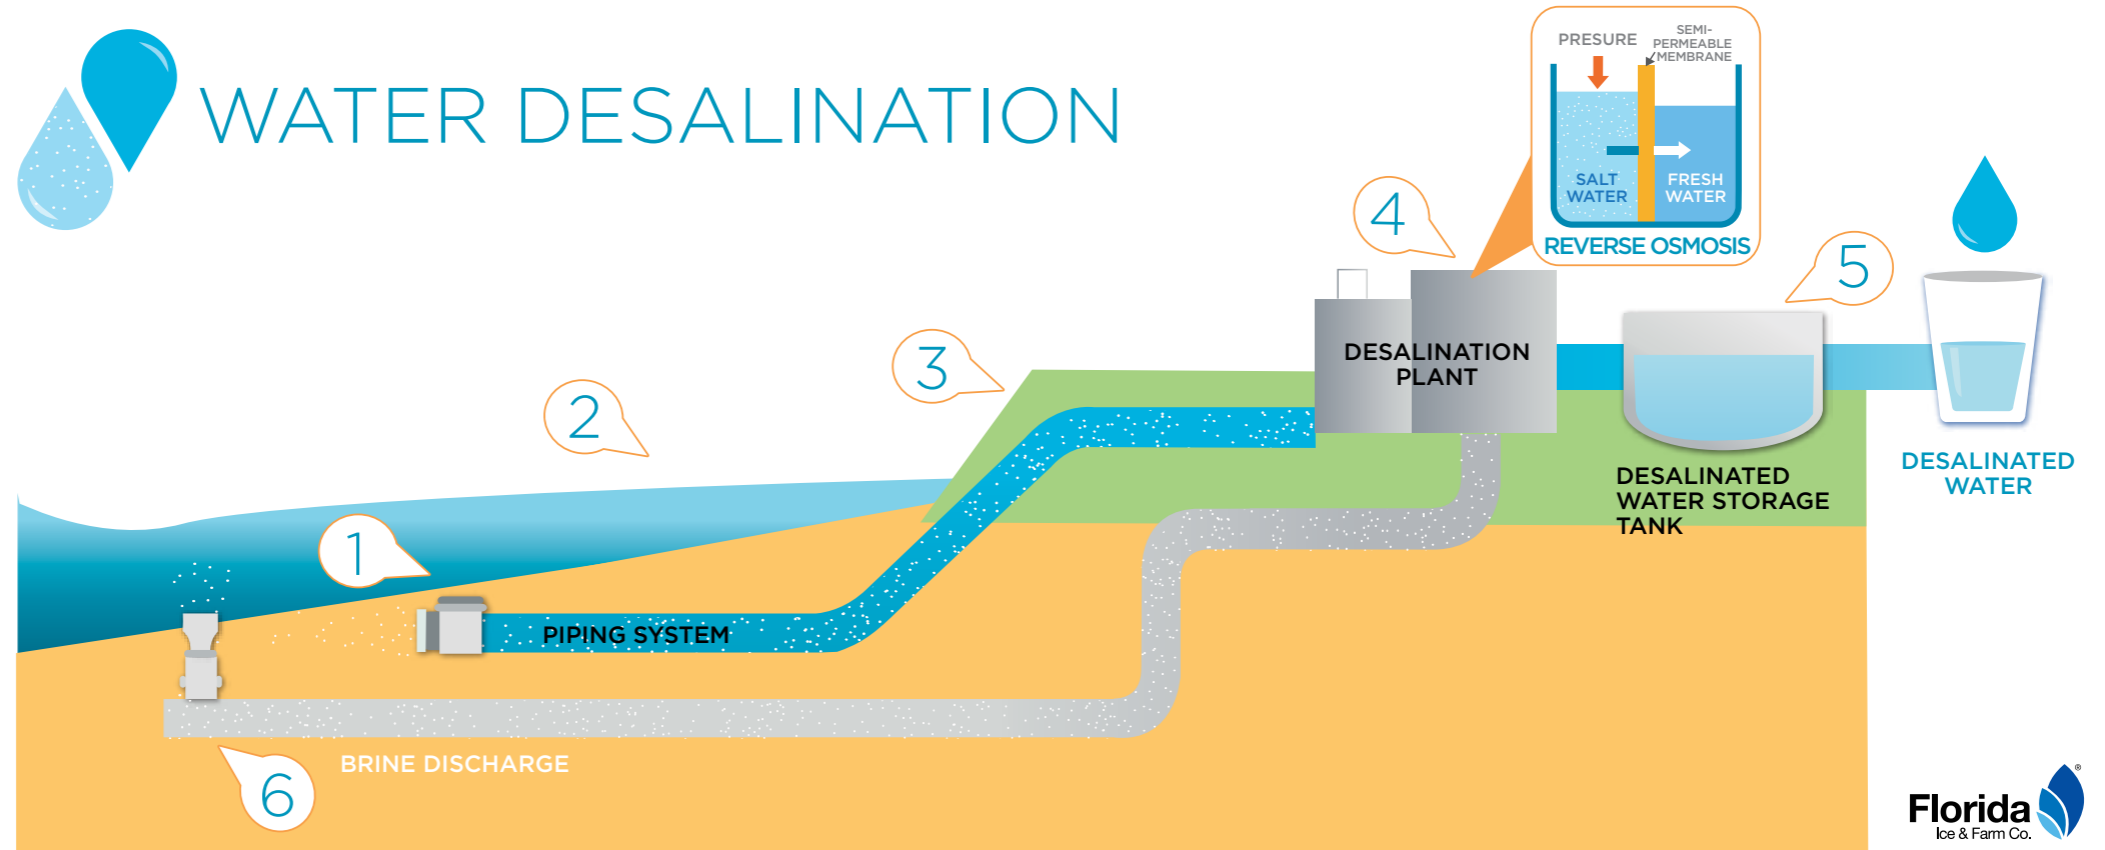 WATER DESALINATION
PRESURE
SEMI-
PERMEABLE
MEMBRANE
SALT
WATER
FRESH
WATER
REVERSE OSMOSIS
4
5
3
2
1
DESALINATION
PLANT
DESALINATED
WATER STORAGE
TANK
DESALINATED
WATER
PIPING SYSTEM
BRINE DISCHARGE
6
Florida
Ice & Farm Co.
®